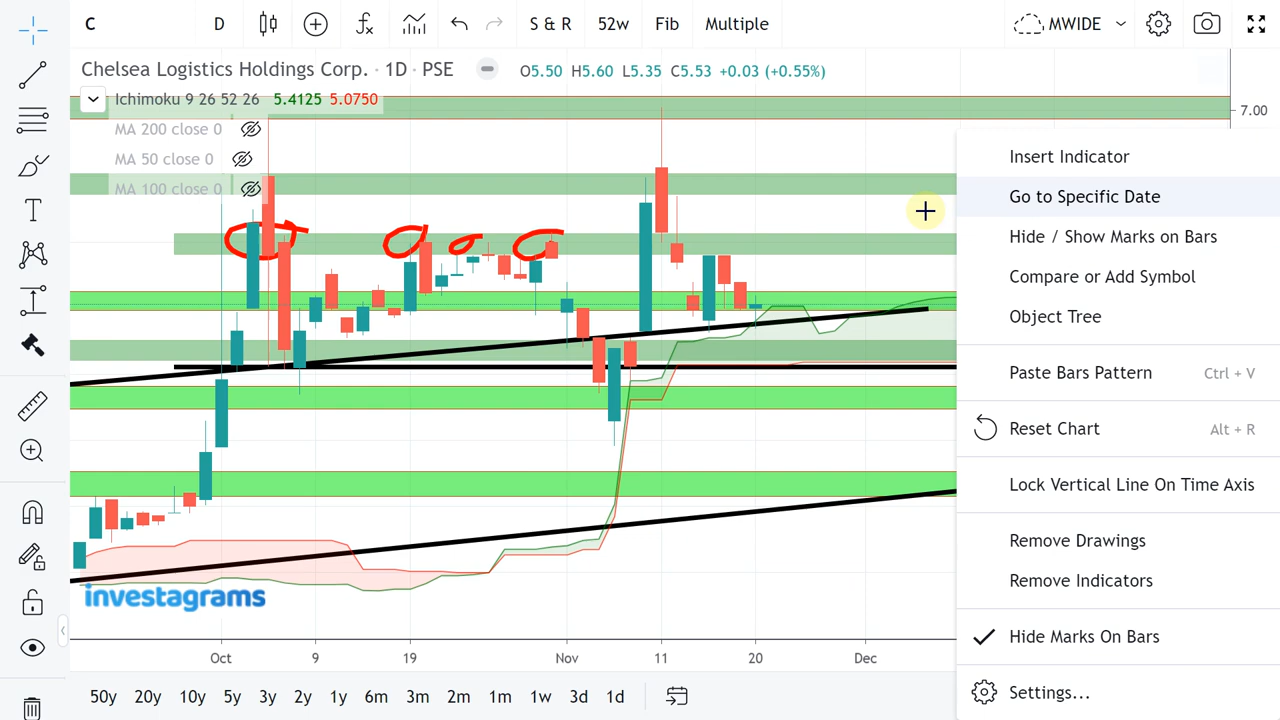 C D S & R 52w Fib Multiple MWIDE
Chelsea Logistics Holdings Corp. · 1D · PSE O5.50 H5.60 L5.35 C5.53 +0.03 (+0.55%)
Ichimoku 9 26 52 26 5.4125 5.0750
MA 200 close 0
MA 50 close 0
MA 100 close 0
7.00
Insert Indicator
Go to Specific Date
Hide / Show Marks on Bars
Compare or Add Symbol
Object Tree
Paste Bars Pattern Ctrl + V
Reset Chart Alt + R
Lock Vertical Line On Time Axis
Remove Drawings
Remove Indicators
Hide Marks On Bars
Settings...
investagrams
Oct 9 19 Nov 11 20 Dec
50y 20y 10y 5y 3y 2y 1y 6m 3m 2m 1m 1w 3d 1d